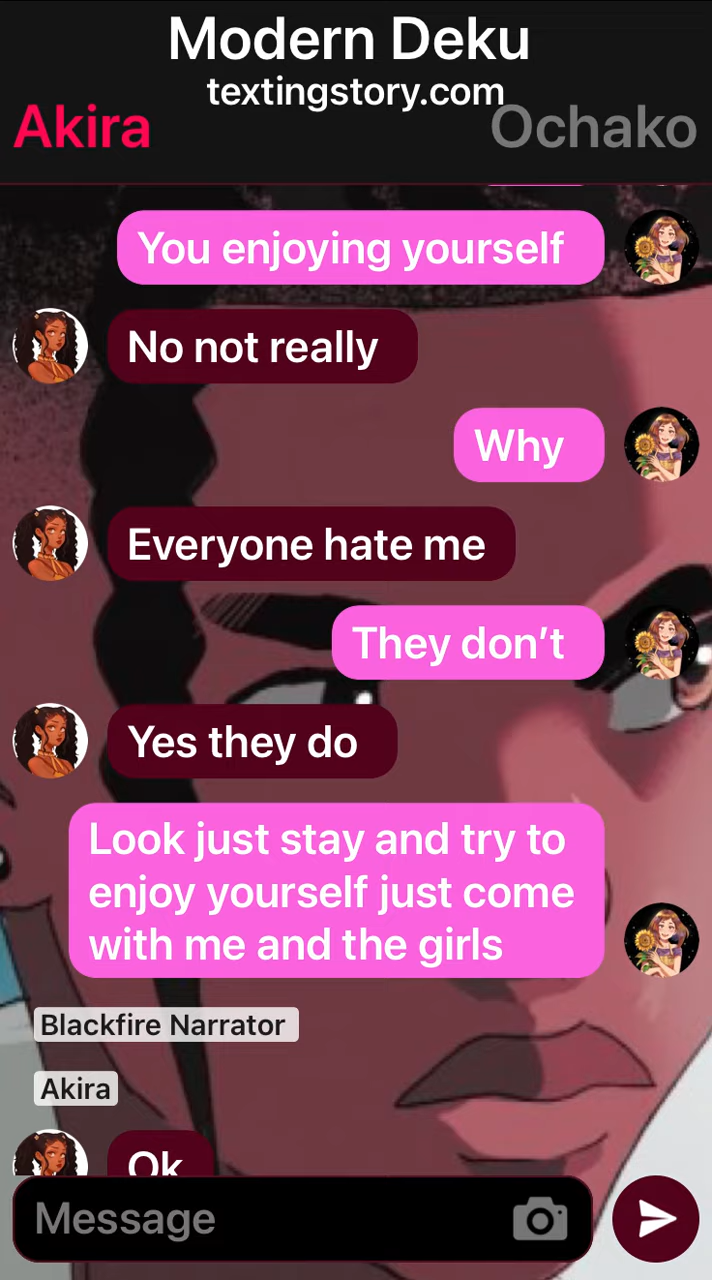 Modern Deku
textingstory.com
Akira
Ochako
You enjoying yourself
No not really
Why
Everyone hate me
They don’t
Yes they do
Look just stay and try to
enjoy yourself just come
with me and the girls
Blackfire Narrator
Akira
Ok
Message